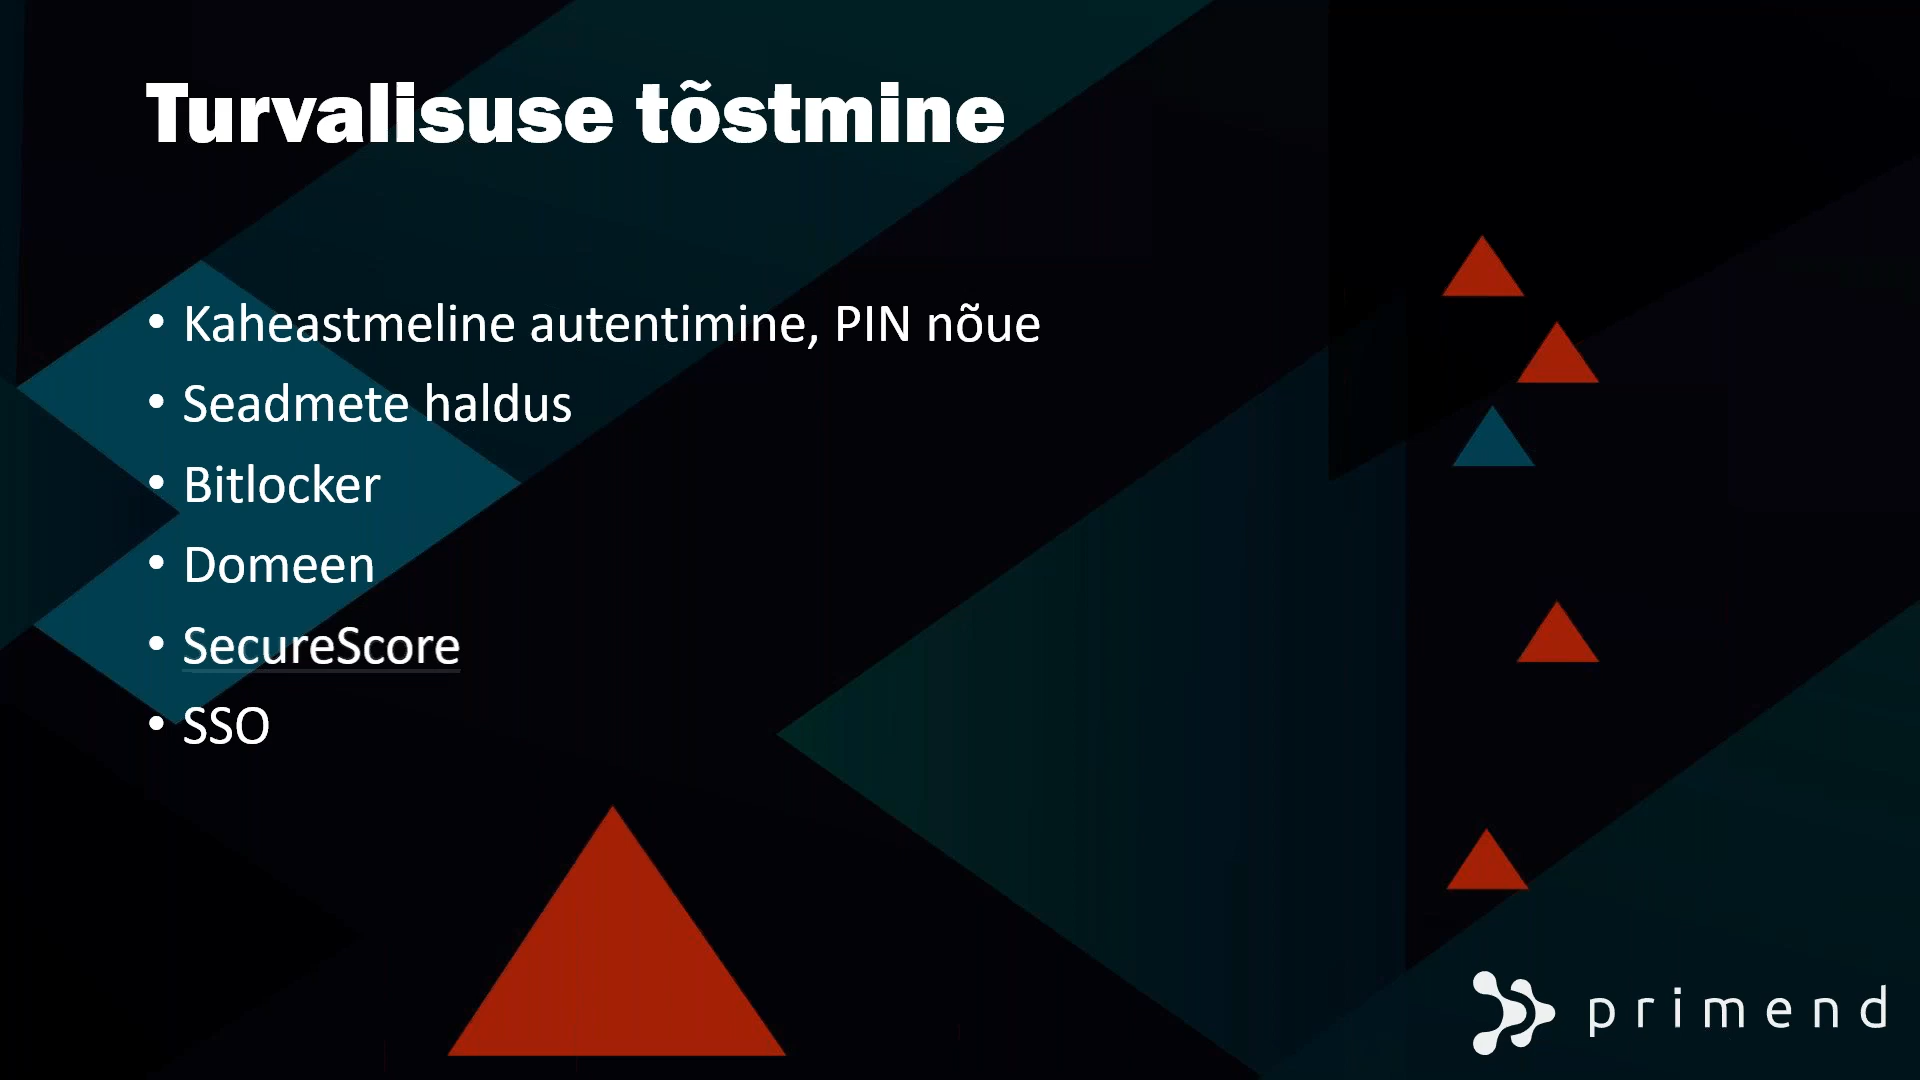 Turvalisuse tõstmine
• Kaheastmeline autentimine, PIN nõue
• Seadmete haldus
• Bitlocker
• Domeen
• SecureScore
• SSO
primend